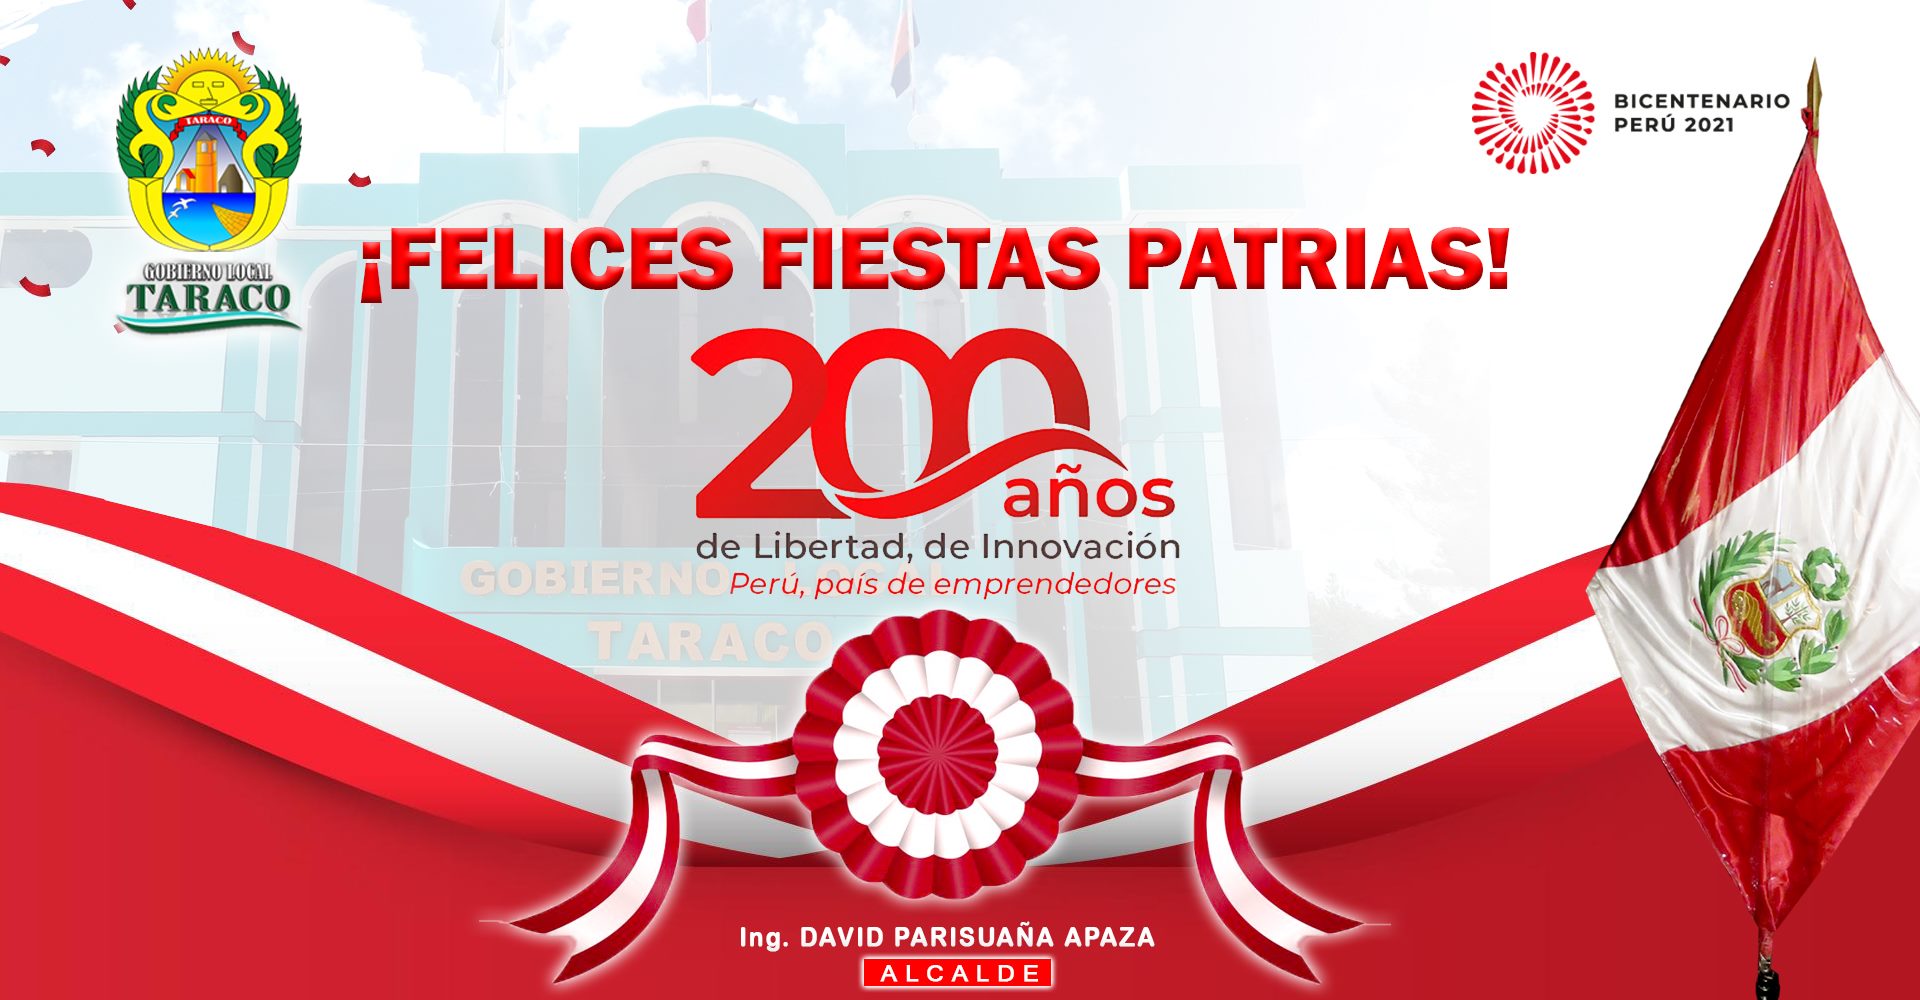 TARACO
GOBIERNO LOCAL
TARACO
BICENTENARIO
PERÚ 2021
¡FELICES FIESTAS PATRIAS!
200 años
de Libertad, de Innovación
Perú, país de emprendedores
GOBIERNO LOCAL
TARACO
Ing. DAVID PARISUAÑA APAZA
ALCALDE